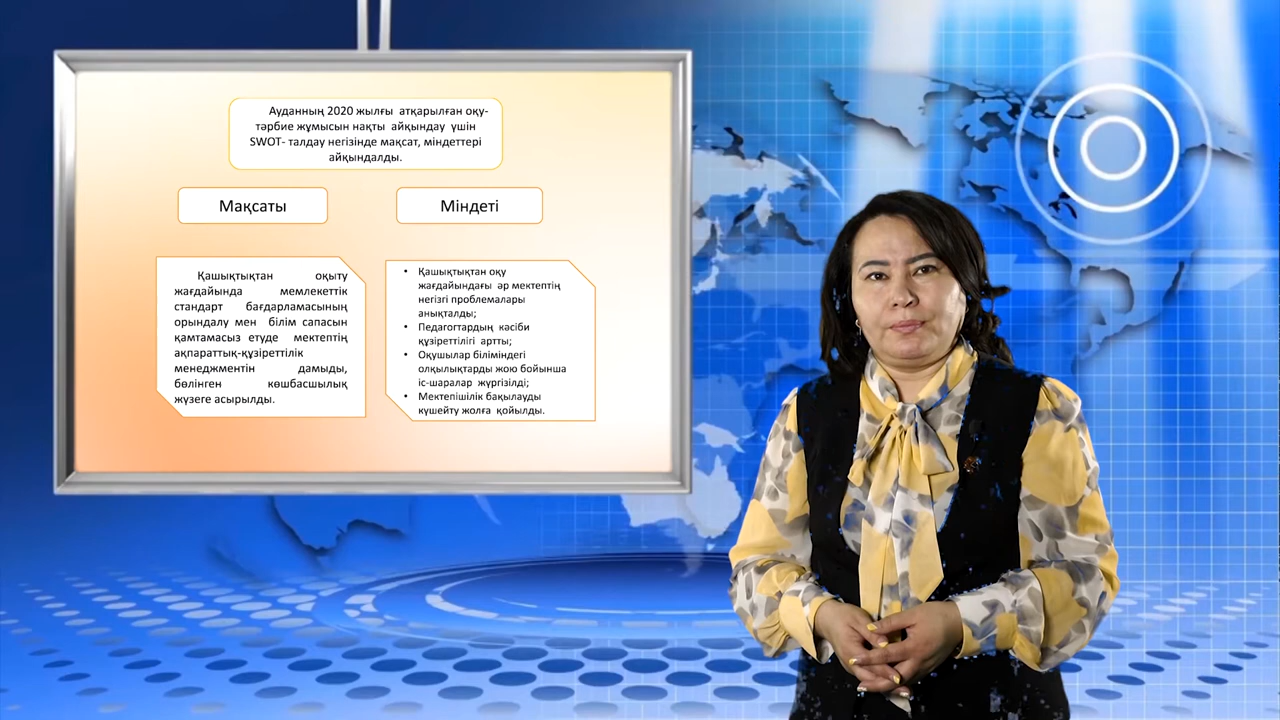 Ауданның 2020 жылғы атқарылған оқу-
тәрбие жұмысын нақты айқындау үшін
SWOT- талдау негізінде мақсат, міндеттері
айқындалды.
Мақсаты
Міндеті
Қашықтықтан оқыту
жағдайында мемлекеттік
стандарт бағдарламасының
орындалу мен білім сапасын
қамтамасыз етуде мектептің
ақпараттық-құзіреттілік
менеджментін дамыды,
бөлінген көшбасшылық
жүзеге асырылды.
• Қашықтықтан оқу
жағдайындағы әр мектептің
негізгі проблемалары
анықталды;
• Педагогтардың кәсіби
құзіреттілігі артты;
• Оқушылар біліміндегі
олқылықтарды жою бойынша
іс-шаралар жүргізілді;
• Мектепішілік бақылауды
күшейту жолға қойылды.